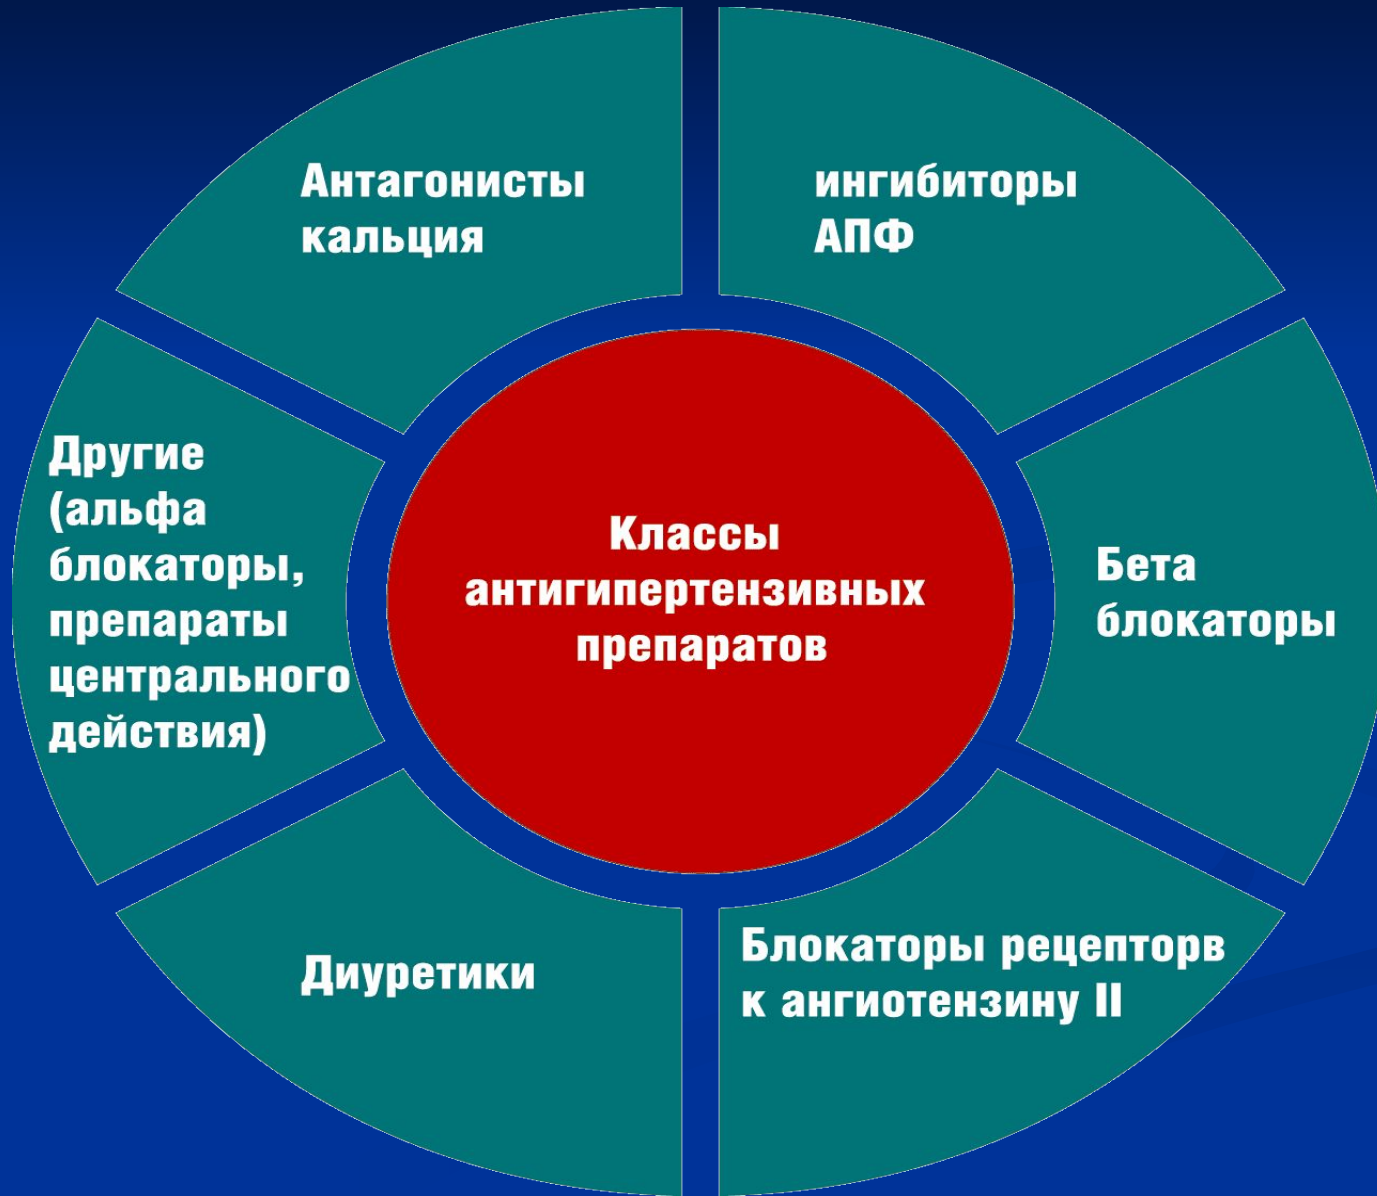 Антагонисты
кальция
ингибиторы
АПФ
Другие
(альфа
блокаторы,
препараты
центрального
действия)
Классы
антигипертензивных
препаратов
Бета
блокаторы
Диуретики
Блокаторы рецепторв
к ангиотензину II